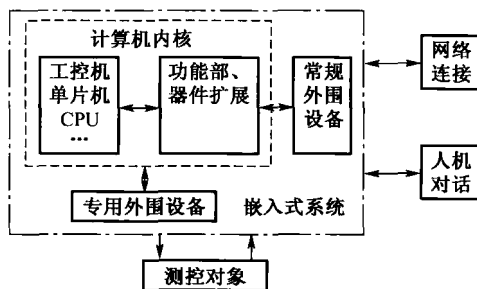 计算机内核
工控机
单片机
CPU
…
功能部、
器件扩展
常规
外围
设备
网络
连接
人机
对话
专用外围设备
嵌入式系统
测控对象